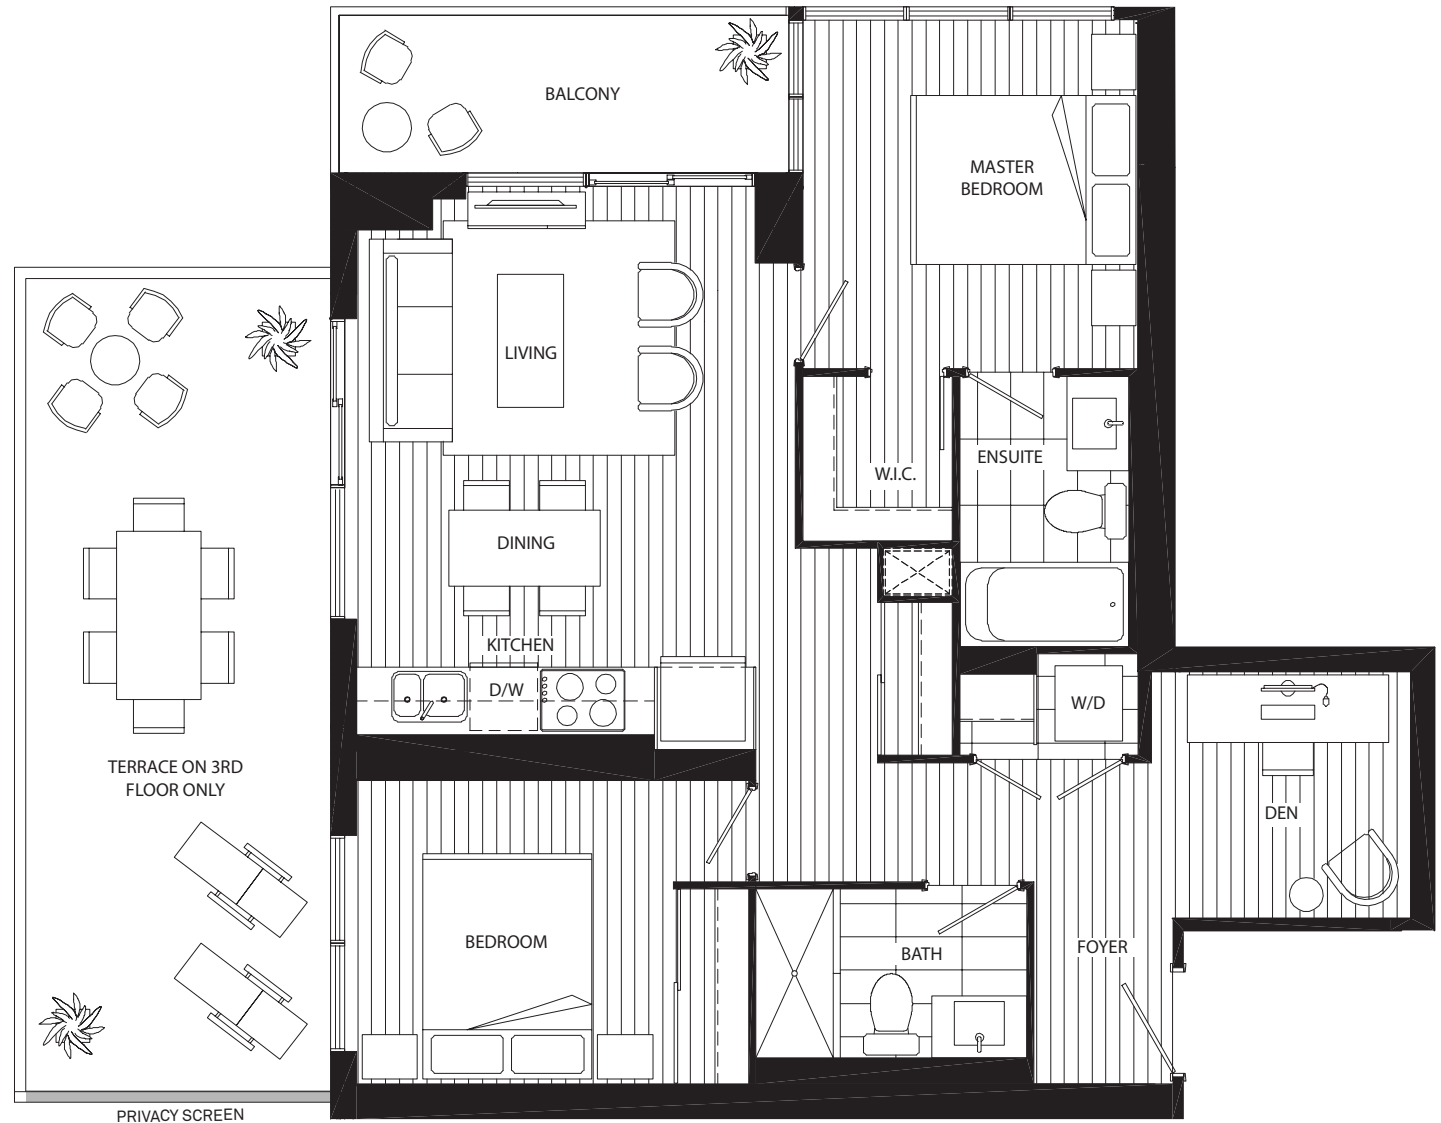 BALCONY
MASTER
BEDROOM
LIVING
W.I.C.
ENSUITE
DINING
KITCHEN
D/W
W/D
TERRACE ON 3RD
FLOOR ONLY
DEN
BEDROOM
BATH
FOYER
PRIVACY SCREEN